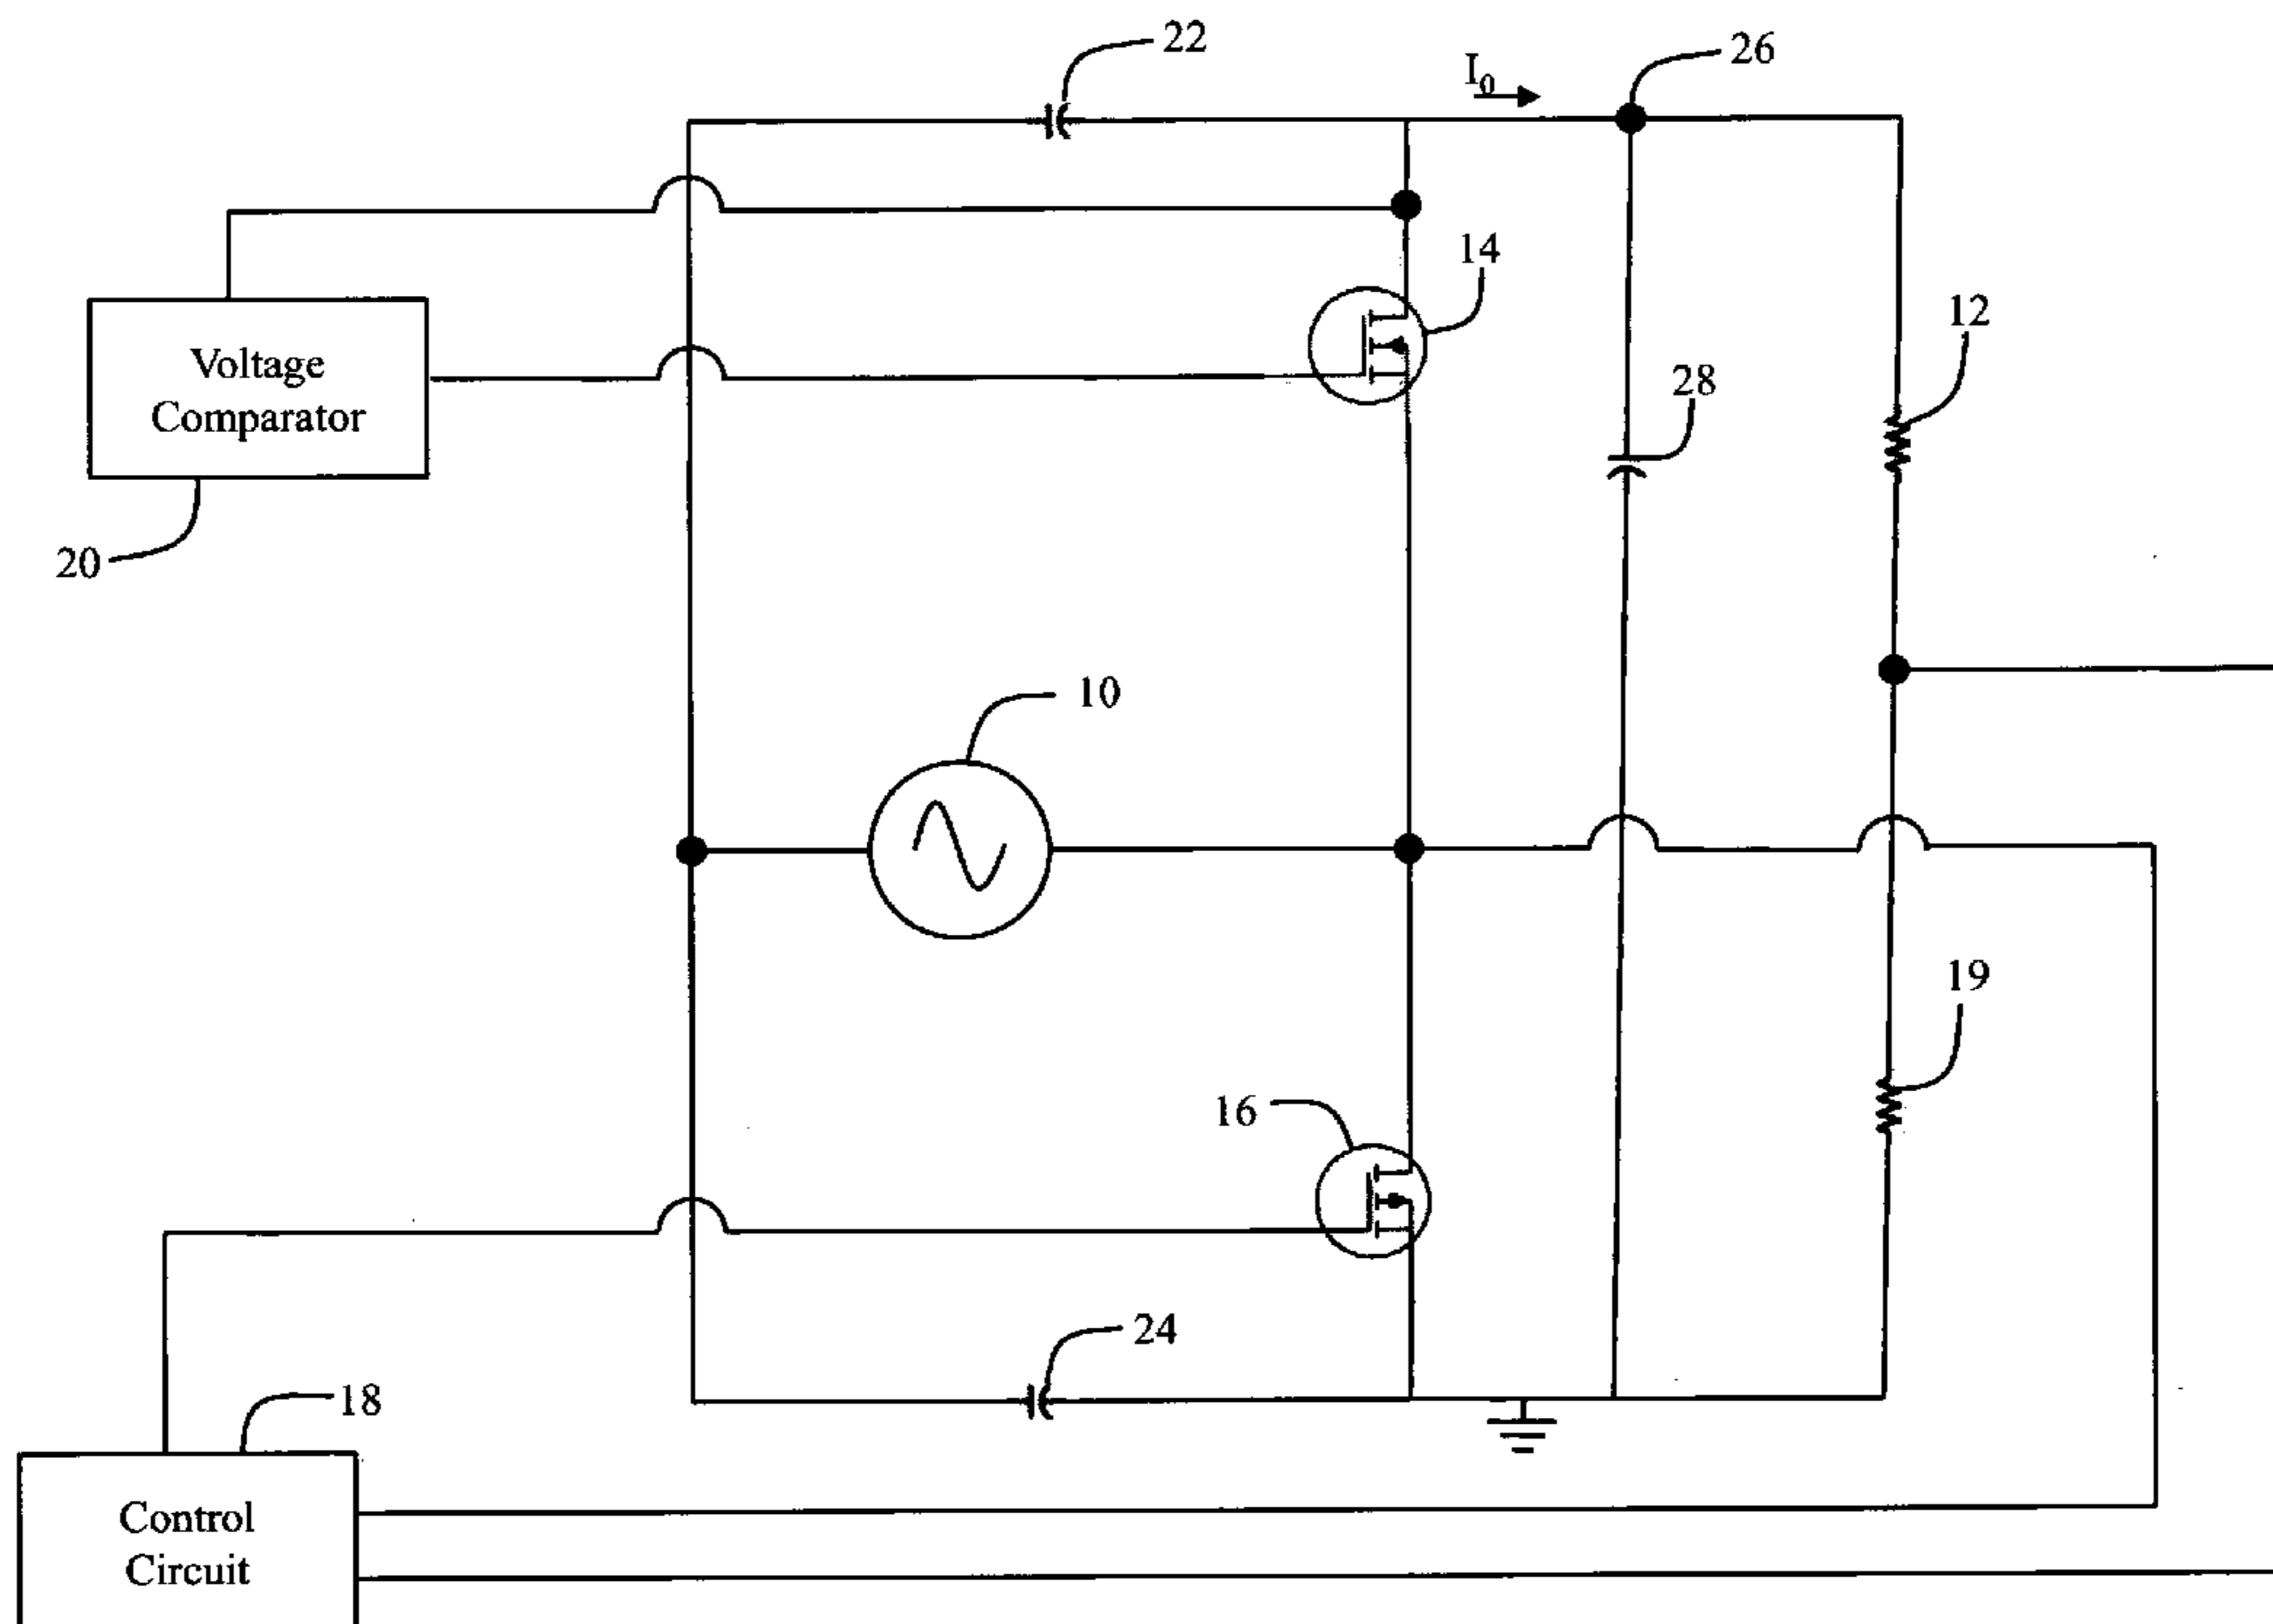 22
I₀
26
14
12
Voltage
Comparator
28
20
10
19
16
24
18
Control
Circuit